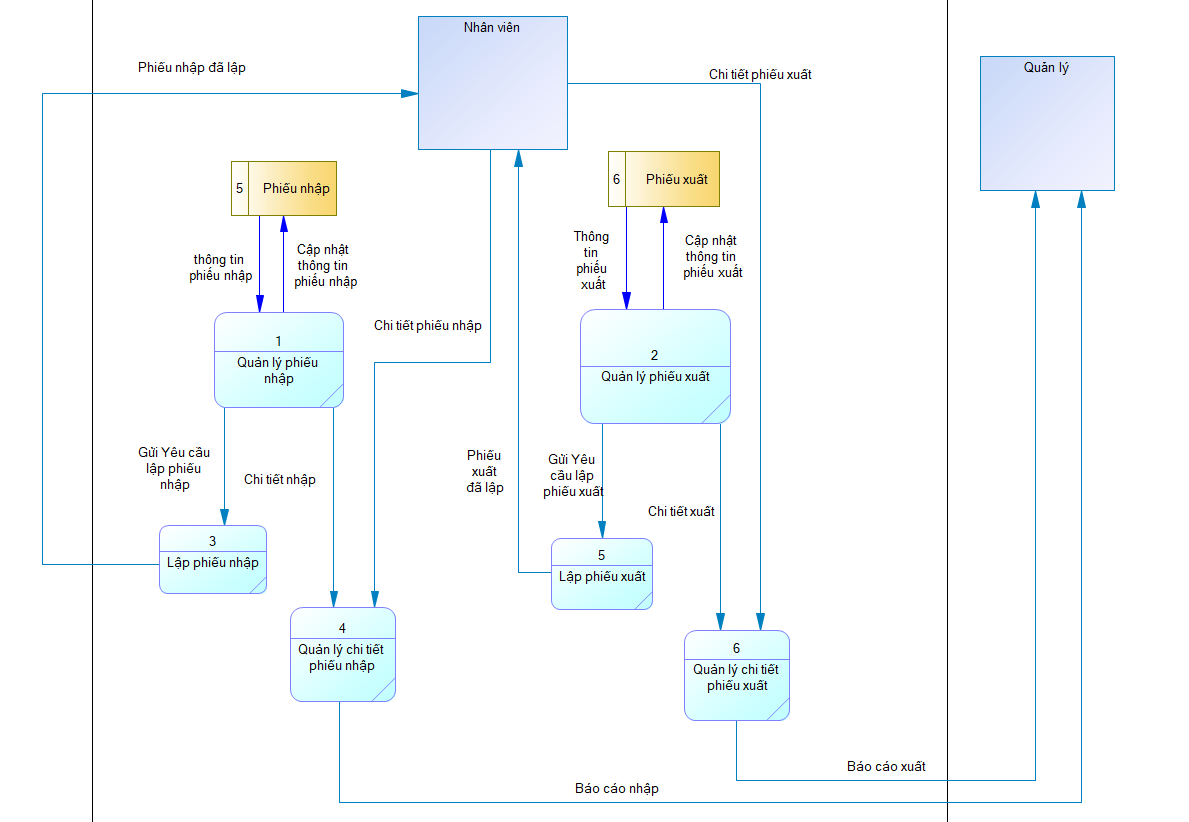 Nhân viên
Quản lý
Phiếu nhập đã lập
Chi tiết phiếu xuất
5
Phiếu nhập
6
Phiếu xuất
thông tin
phiếu nhập
Cập nhật
thông tin
phiếu nhập
Thông
tin
phiếu
xuất
Cập nhật
thông tin
phiếu xuất
Chi tiết phiếu nhập
1
Quản lý phiếu
nhập
2
Quản lý phiếu xuất
Gửi Yêu cầu
lập phiếu
nhập
Chi tiết nhập
Phiếu
xuất
đã lập
Gửi Yêu
cầu lập
phiếu xuất
Chi tiết xuất
3
Lập phiếu nhập
5
Lập phiếu xuất
4
Quản lý chi tiết
phiếu nhập
6
Quản lý chi tiết
phiếu xuất
Báo cáo xuất
Báo cáo nhập